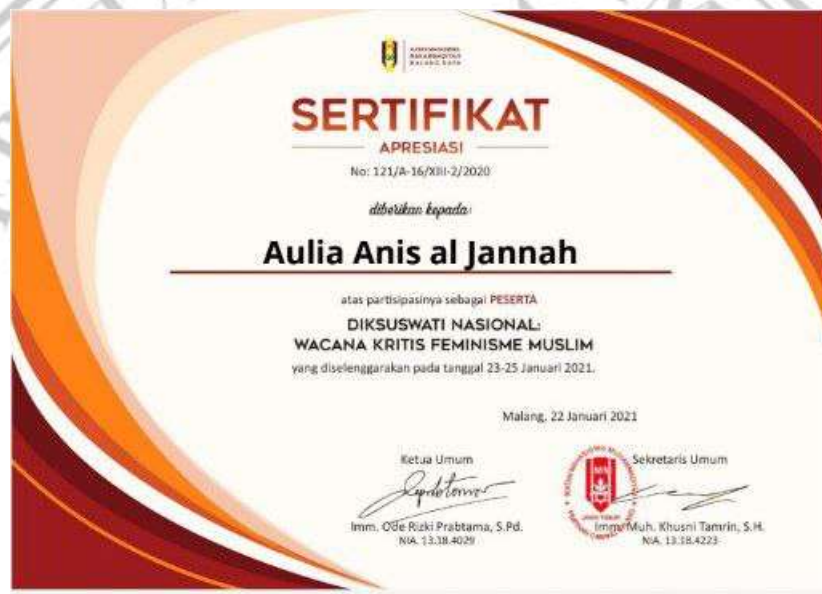 SERTIFIKAT
APRESIASI
No: 121/A-16/XIII-2/2020
diberikan kepada:
Aulia Anis al Jannah
atas partisipasinya sebagai PESERTA
DIKSUSWATI NASIONAL:
WACANA KRITIS FEMINISME MUSLIM
yang diselenggarakan pada tanggal 23-25 Januari 2021.
Malang, 22 Januari 2021
Ketua Umum
Sekretaris Umum
Imm. Ode Rizki Prabtama, S.Pd.
Imm. Muh. Khusni Tamrin, S.H.
NIA. 13.18.4029
NIA. 13.18.4223